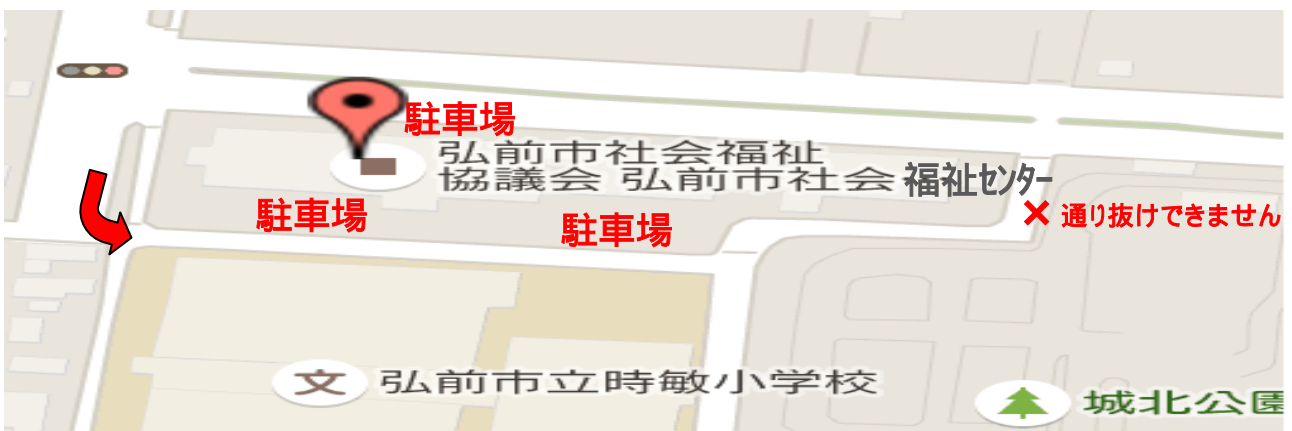 駐車場
弘前市社会福祉
協議会 弘前市社会 福祉センター
駐車場
駐車場
× 通り抜けできません
文 弘前市立時敏小学校
城北公園